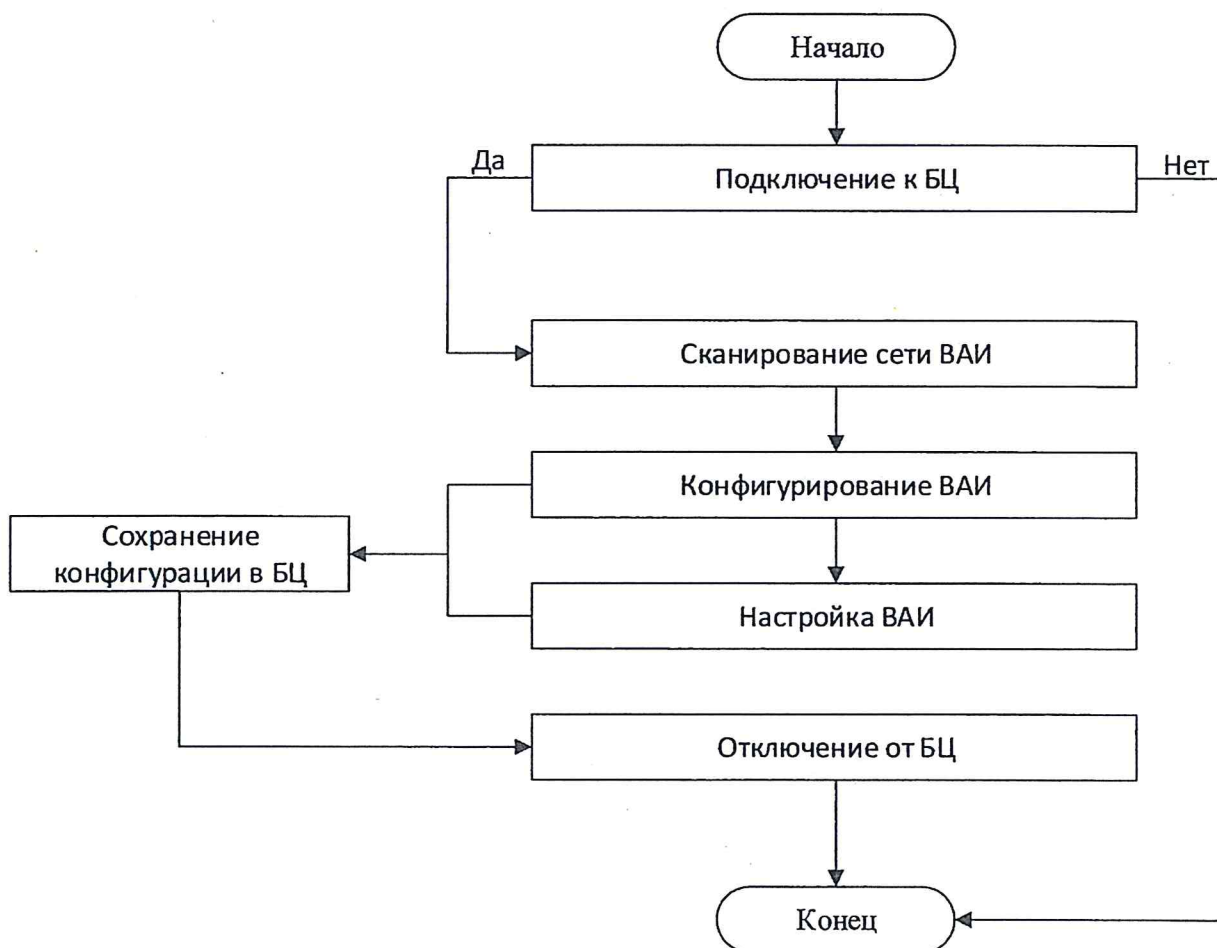 Начало
Да
Подключение к БЦ
Нет
Сканирование сети ВАИ
Конфигурирование ВАИ
Сохранение
конфигурации в БЦ
Настройка ВАИ
Отключение от БЦ
Конец